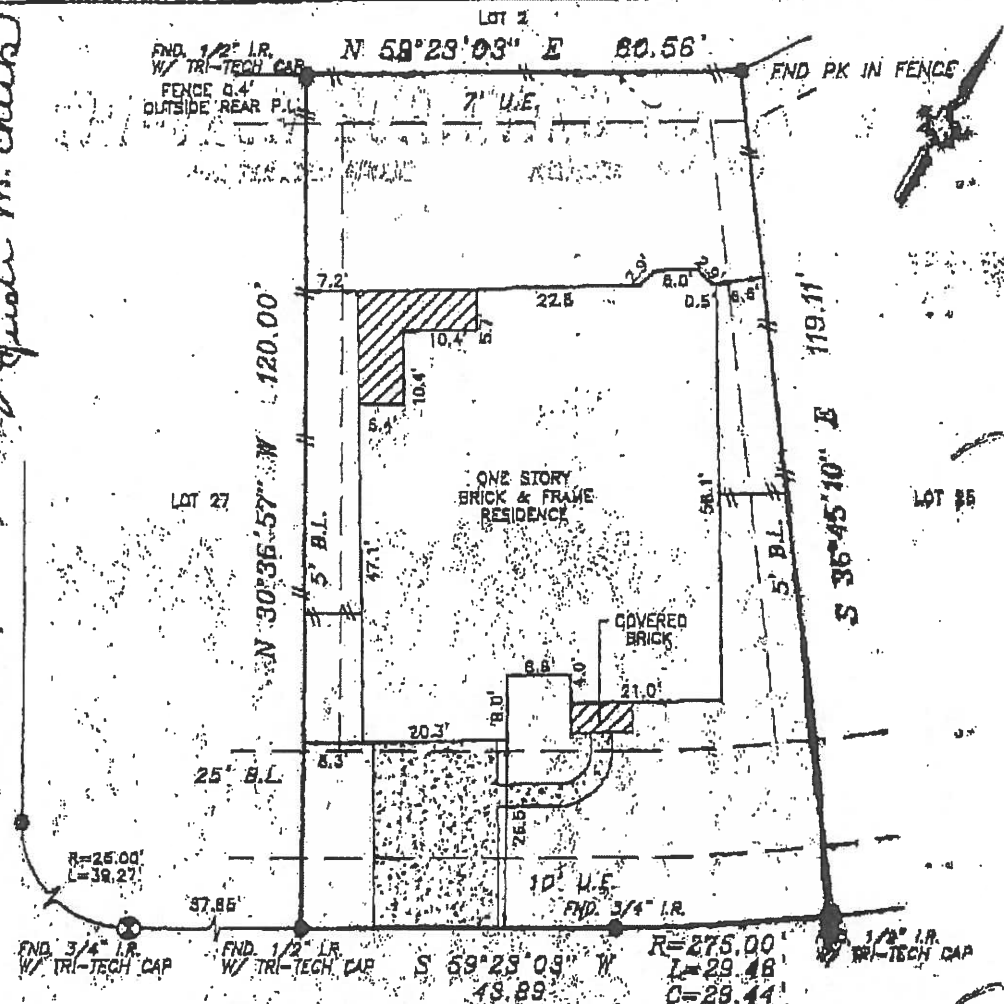 LOT 2
N 59°23'03" E 60.56'
FND. 1/2" I.R.
W/ TRI-TECH CAP
FENCE 0.4'
OUTSIDE REAR P.L.
FND PK IN FENCE
7' U.E.
7.2'
22.8
8.0'
0.5'
6.6'
10.4'
5.7
10.4'
5.4'
N 30°36'57" W 120.00'
119.11'
S 36°45'10" E
LOT 27
ONE STORY
BRICK & FRAME
RESIDENCE
58.1'
47.1'
5' B.L.
5' B.L.
COVERED
BRICK
4.0'
21.0'
8.0'
20.3'
8.3'
25' B.L.
26.5'
R=25.00'
L=39.27'
10' U.E.
FND. 3/4" I.R.
FND. 3/4" I.R.
W/ TRI-TECH CAP
FND. 1/2" I.R.
W/ TRI-TECH CAP
S 59°23'03" W
43.89
R=275.00'
L=29.46'
C=29.44'
1/2" I.R.
W/ TRI-TECH CAP